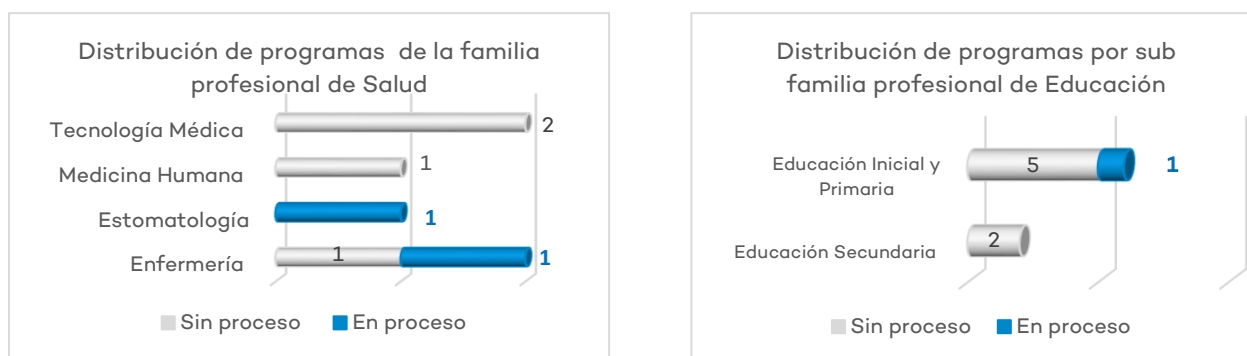 Distribución de programas de la familia
profesional de Salud
Tecnología Médica
2
Medicina Humana
1
Estomatología
1
Enfermería
1
1
Sin proceso
En proceso
Distribución de programas por sub
familia profesional de Educación
Educación Inicial y
Primaria
5
1
Educación Secundaria
2
Sin proceso
En proceso